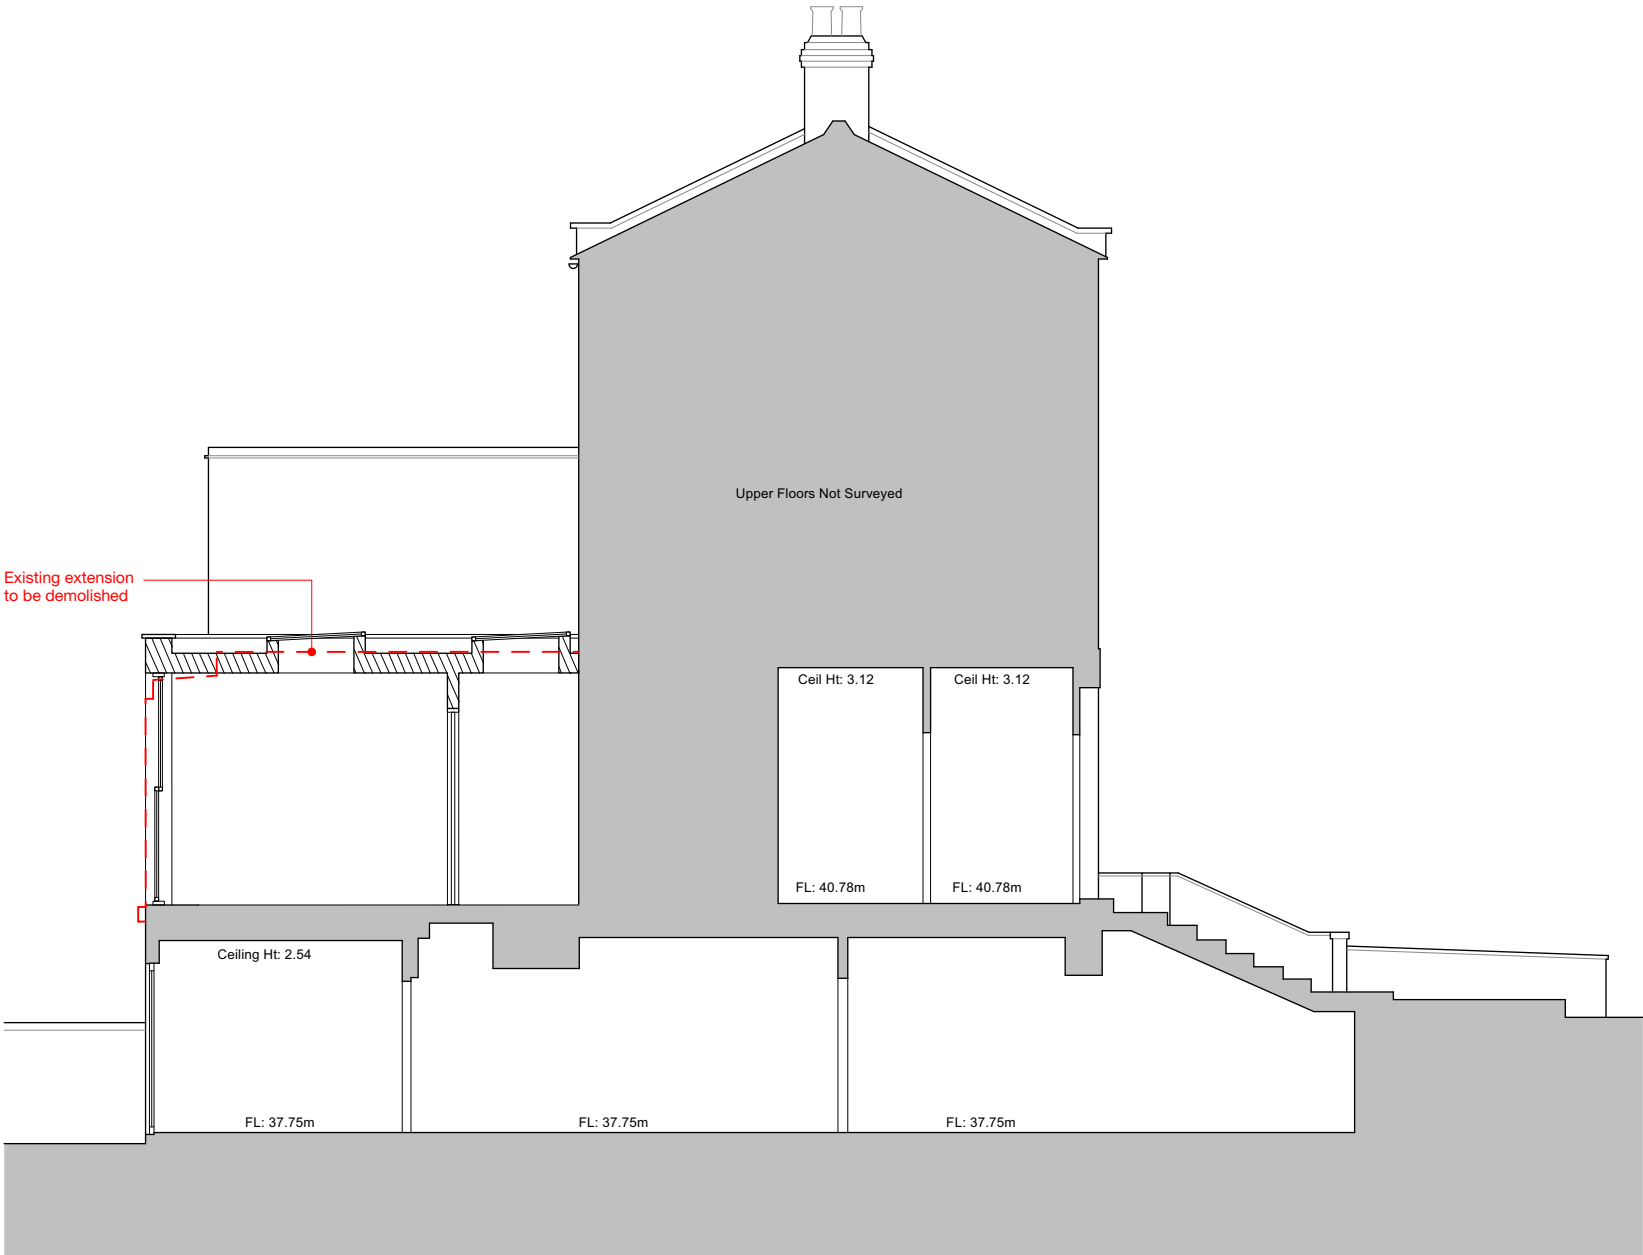 Upper Floors Not Surveyed
Existing extension
to be demolished
Ceil Ht: 3.12
Ceil Ht: 3.12
FL: 40.78m
FL: 40.78m
Ceiling Ht: 2.54
FL: 37.75m
FL: 37.75m
FL: 37.75m